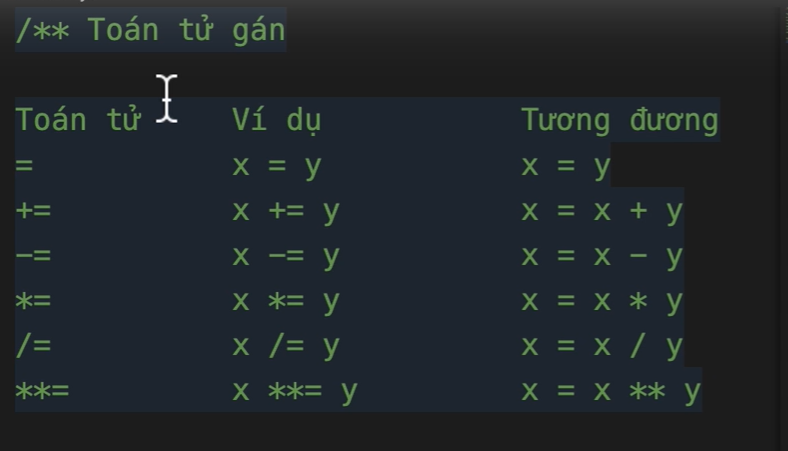 /** Toán tử gán
Toán tử Ví dụ Tương đương
= x = y x = y
+= x += y x = x + y
-= x -= y x = x - y
*= x *= y x = x * y
/= x /= y x = x / y
**= x **= y x = x ** y